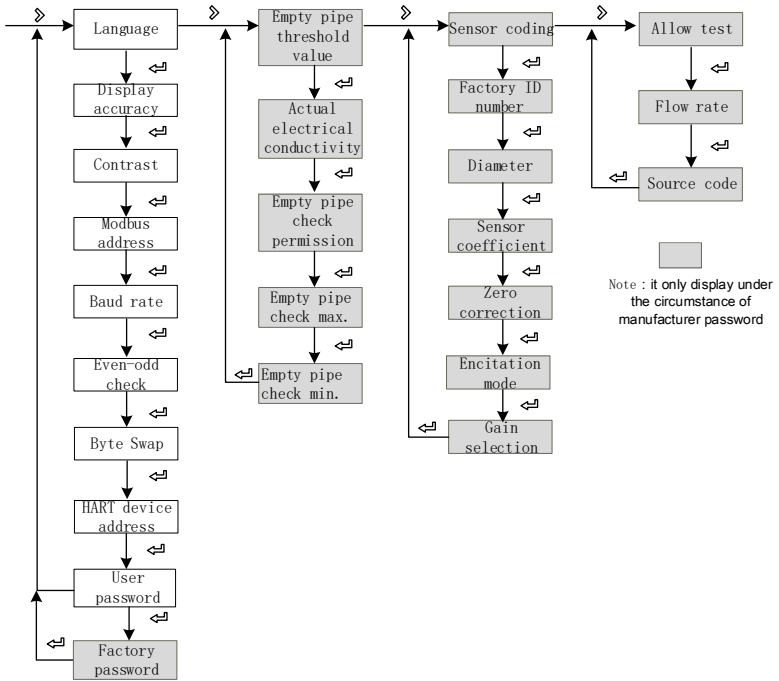 Language
Display
accuracy
Contrast
Modbus
address
Baud rate
Even-odd
check
Byte Swap
HART device
address
User
password
Factory
password
Empty pipe
threshold
value
Actual
electrical
conductivity
Empty pipe
check
permission
Empty pipe
check max.
Empty pipe
check min.
Sensor coding
Factory ID
number
Diameter
Sensor
coefficient
Zero
correction
Encitation
mode
Gain
selection
Allow test
Flow rate
Source code
Note : it only display under
the circumstance of
manufacturer password